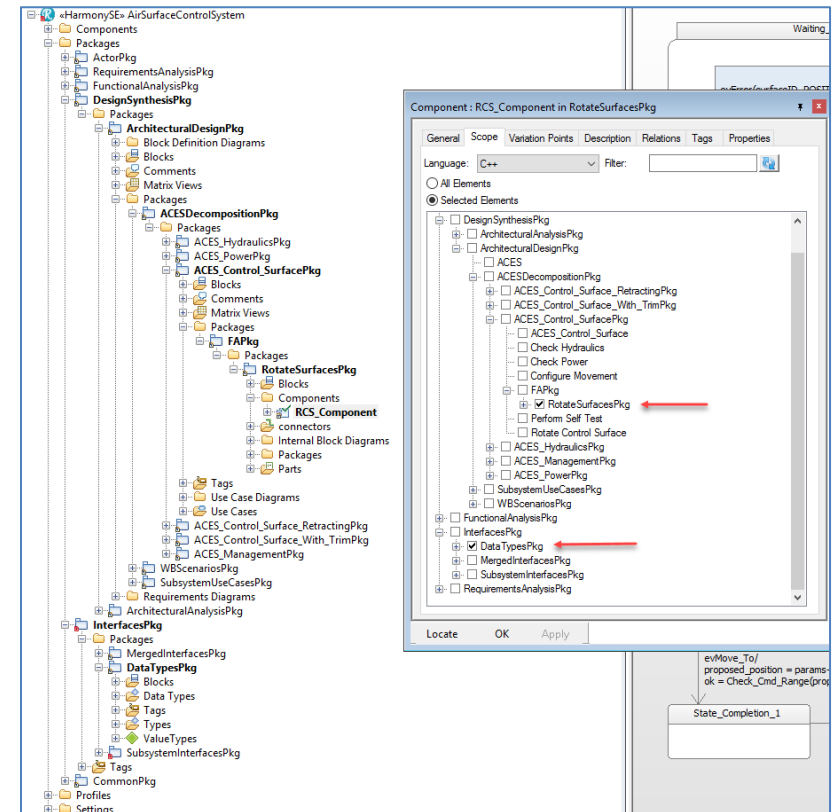 «HarmonySE» AirSurfaceControlSystem
Components
Packages
ActorPkg
RequirementsAnalysisPkg
FunctionalAnalysisPkg
DesignSynthesisPkg
Packages
ArchitecturalDesignPkg
Block Definition Diagrams
Blocks
Comments
Matrix Views
Packages
ACESDecompositionPkg
Packages
ACES_HydraulicsPkg
ACES_PowerPkg
ACES_Control_SurfacePkg
Blocks
Comments
Matrix Views
Packages
FAPkg
Packages
RotateSurfacesPkg
Blocks
Components
RCS_Component
connectors
Internal Block Diagrams
Packages
Parts
Tags
Use Case Diagrams
Use Cases
ACES_Control_Surface_RetractingPkg
ACES_Control_Surface_With_TrimPkg
ACES_ManagementPkg
WBScenariosPkg
SubsystemUseCasesPkg
Requirements Diagrams
ArchitecturalAnalysisPkg
InterfacesPkg
Packages
MergedInterfacesPkg
DataTypesPkg
Blocks
Data Types
Tags
Types
ValueTypes
SubsystemInterfacesPkg
Tags
CommonPkg
Profiles
Settings
Waiting_
Component : RCS_Component in RotateSurfacesPkg
General Scope Variation Points Description Relations Tags Properties
Language: C++ Filter:
All Elements
Selected Elements
DesignSynthesisPkg
ArchitecturalAnalysisPkg
ArchitecturalDesignPkg
ACES
ACESDecompositionPkg
ACES_Control_Surface_RetractingPkg
ACES_Control_Surface_With_TrimPkg
ACES_Control_SurfacePkg
ACES_Control_Surface
Check Hydraulics
Check Power
Configure Movement
FAPkg
RotateSurfacesPkg
Perform Self Test
Rotate Control Surface
ACES_HydraulicsPkg
ACES_ManagementPkg
ACES_PowerPkg
SubsystemUseCasesPkg
WBScenariosPkg
FunctionalAnalysisPkg
InterfacesPkg
DataTypesPkg
MergedInterfacesPkg
SubsystemInterfacesPkg
RequirementsAnalysisPkg
Locate OK Apply
evMove_To/
proposed_position = params-
ok = Check_Cmd_Range(prop
State_Completion_1